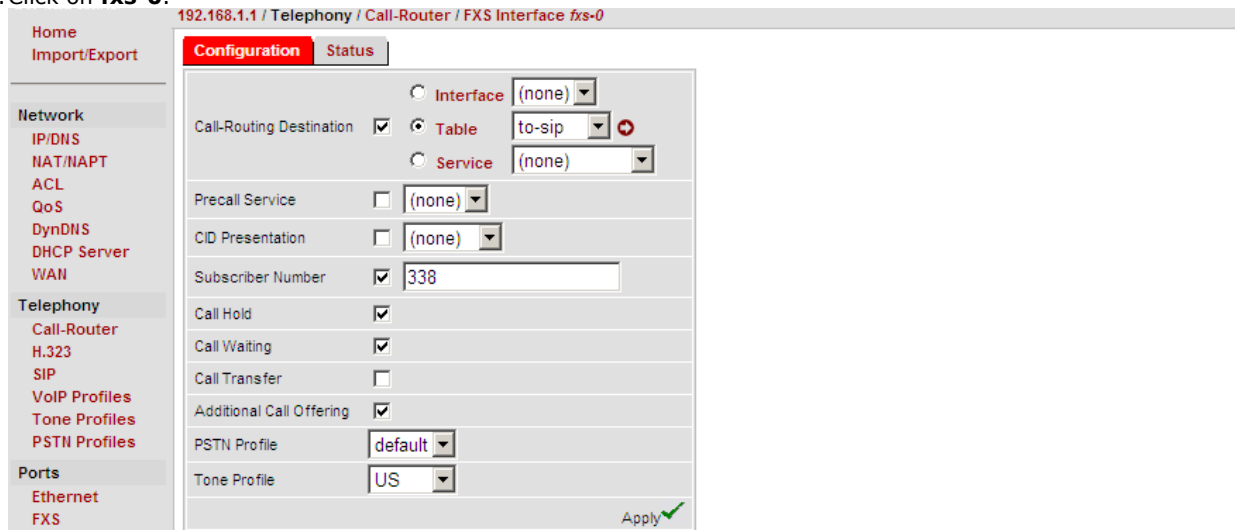 . Click on fxs-0.
192.168.1.1 / Telephony / Call-Router / FXS Interface fxs-0
Home
Import/Export
Network
IP/DNS
NAT/NAPT
ACL
QoS
DynDNS
DHCP Server
WAN
Telephony
Call-Router
H.323
SIP
VoIP Profiles
Tone Profiles
PSTN Profiles
Ports
Ethernet
FXS
Configuration Status
Interface (none)
Call-Routing Destination Table to-sip
Service (none)
Precall Service (none)
CID Presentation (none)
Subscriber Number 338
Call Hold
Call Waiting
Call Transfer
Additional Call Offering
PSTN Profile default
Tone Profile US
Apply